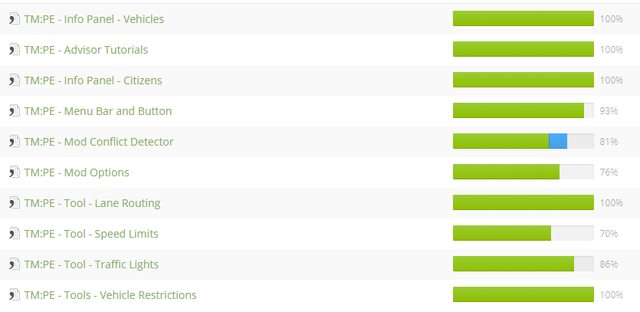 TM:PE - Info Panel - Vehicles 100%
TM:PE - Advisor Tutorials 100%
TM:PE - Info Panel - Citizens 100%
TM:PE - Menu Bar and Button 93%
TM:PE - Mod Conflict Detector 81%
TM:PE - Mod Options 76%
TM:PE - Tool - Lane Routing 100%
TM:PE - Tool - Speed Limits 70%
TM:PE - Tool - Traffic Lights 86%
TM:PE - Tools - Vehicle Restrictions 100%